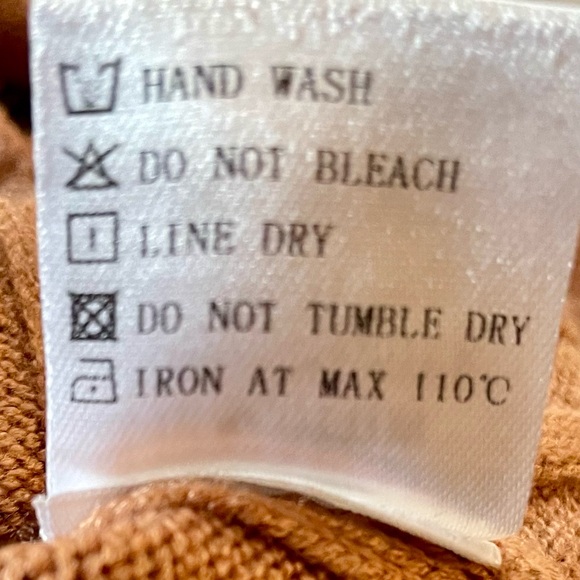 HAND WASH
DO NOT BLEACH
LINE DRY
DO NOT TUMBLE DRY
IRON AT MAX 110℃